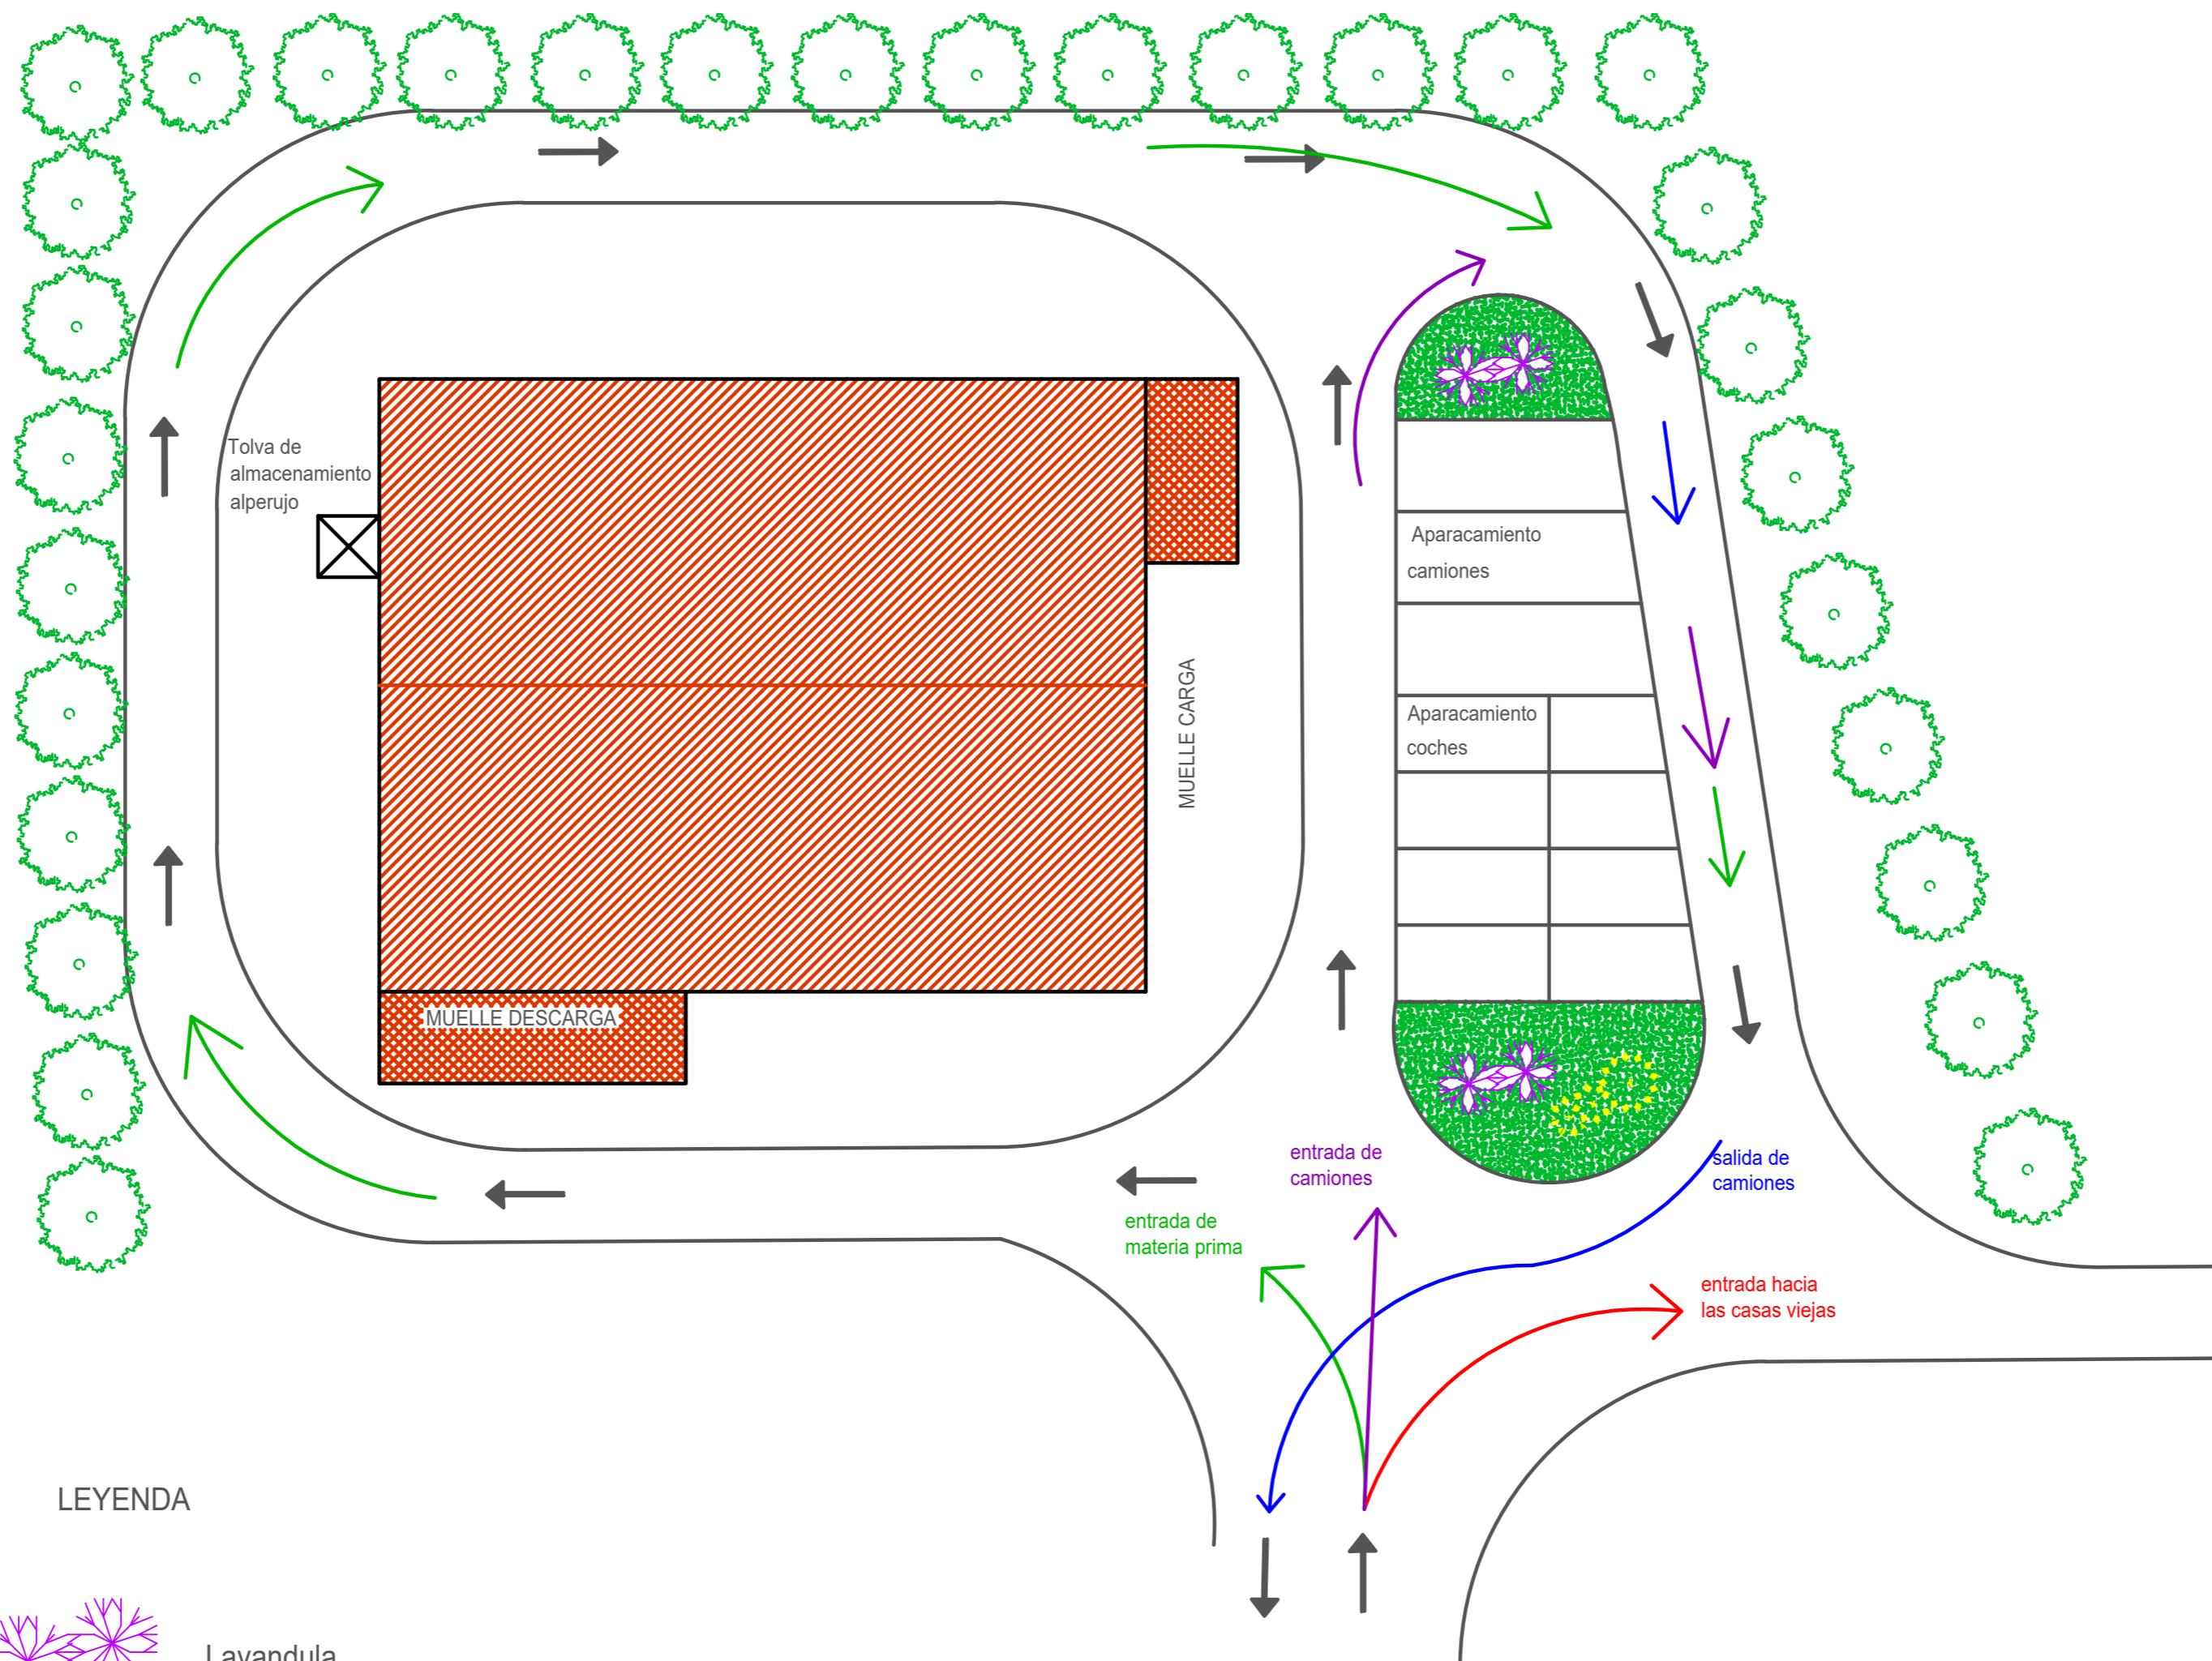 Tolva de
almacenamiento
alperujo
Aparacamiento
camiones
MUELLE CARGA
Aparacamiento
coches
MUELLE DESCARGA
entrada de
camiones
salida de
camiones
entrada de
materia prima
entrada hacia
las casas viejas
LEYENDA
Lavandula